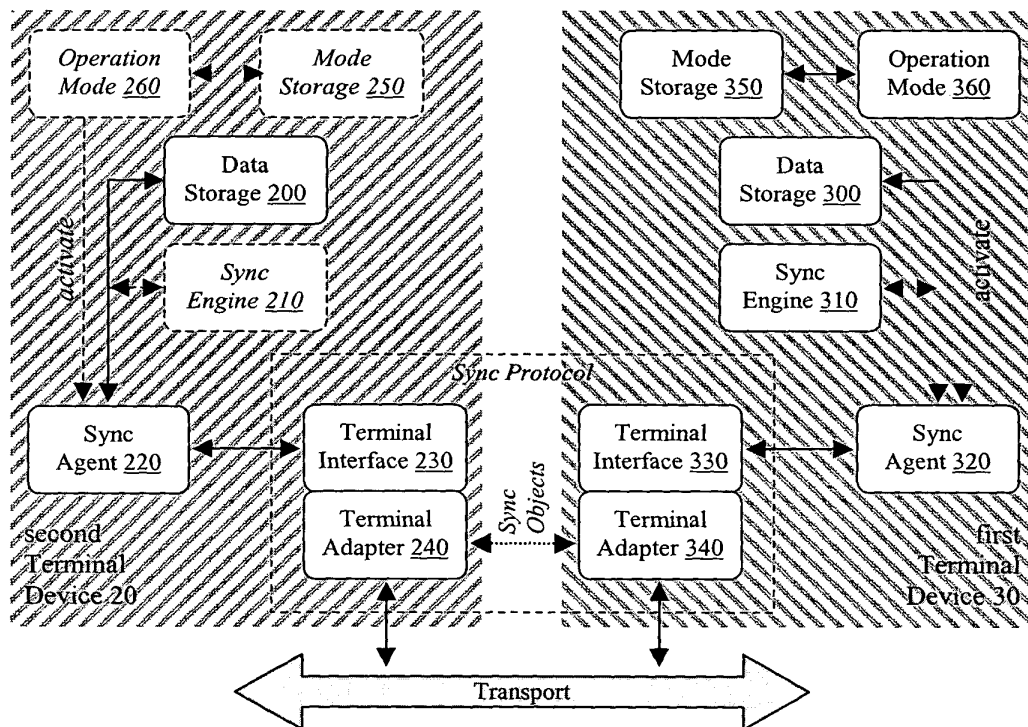 Operation
Mode 260
Mode
Storage 250
Mode
Storage 350
Operation
Mode 360
Data
Storage 200
Data
Storage 300
activate
activate
Sync
Engine 210
Sync
Engine 310
Sync Protocol
Sync
Agent 220
Terminal
Interface 230
Terminal
Interface 330
Sync
Agent 320
Sync
Objects
second
Terminal
Device 20
Terminal
Adapter 240
Terminal
Adapter 340
first
Terminal
Device 30
Transport